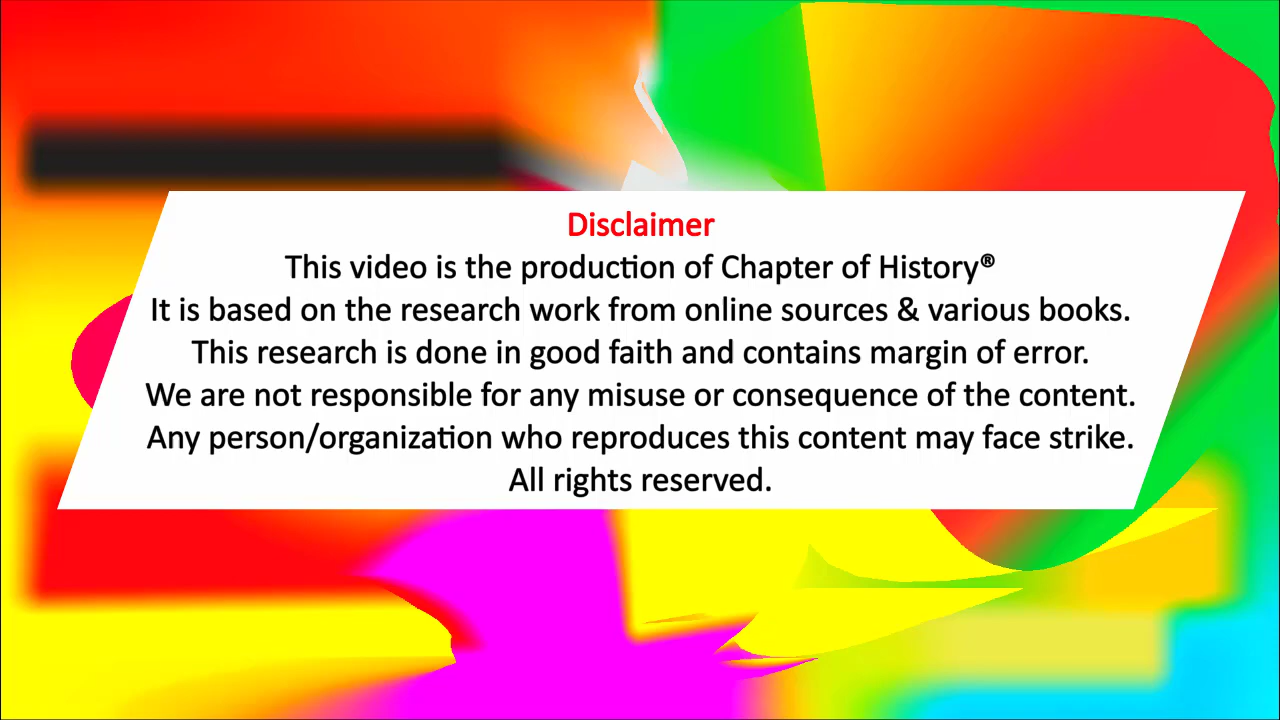 Disclaimer
This video is the production of Chapter of History®
It is based on the research work from online sources & various books.
This research is done in good faith and contains margin of error.
We are not responsible for any misuse or consequence of the content.
Any person/organization who reproduces this content may face strike.
All rights reserved.